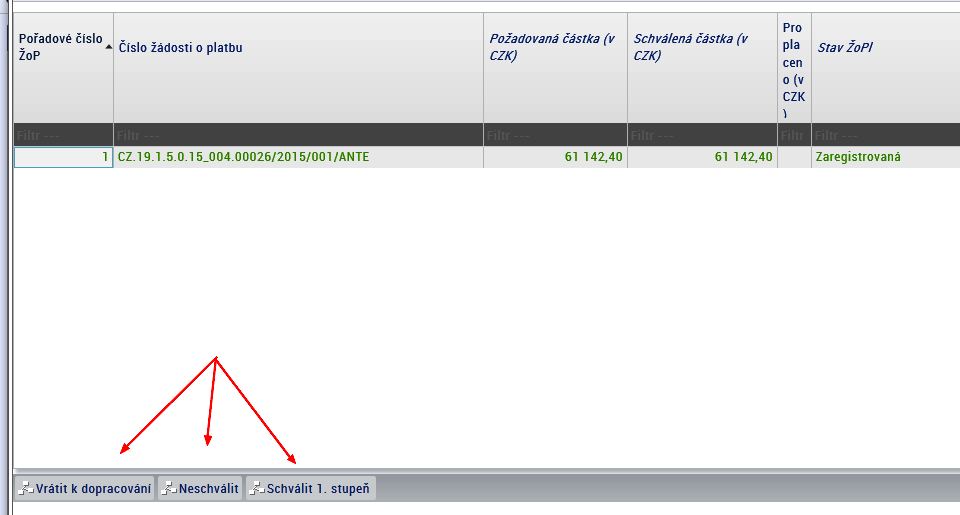 Pořadové číslo ŽoP
Číslo žádosti o platbu
Požadovaná částka (v CZK)
Schválená částka (v CZK)
Proplaceno (v CZK)
Stav ŽoPl
Filtr ---
Filtr ---
Filtr ---
Filtr ---
Filtr
Filtr ---
1 CZ.19.1.5.0.15_004.00026/2015/001/ANTE 61 142,40 61 142,40 Zaregistrovaná
Vrátit k dopracování Neschválit Schválit 1. stupeň